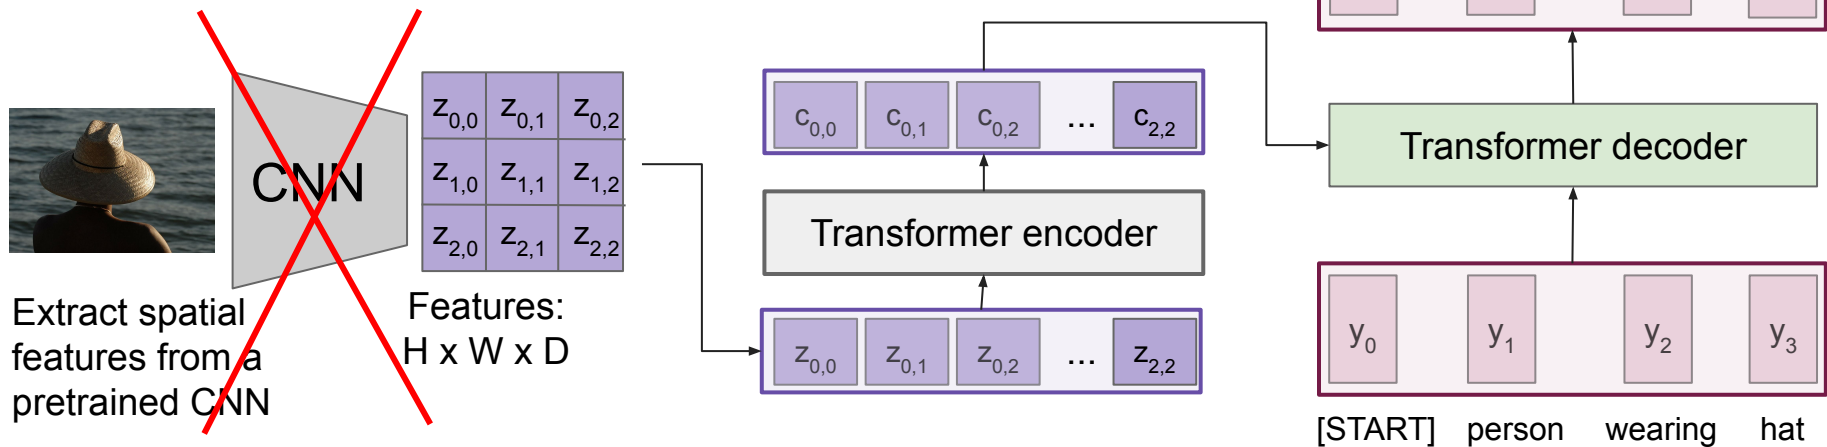 CNN
z0,0 z0,1 z0,2
z1,0 z1,1 z1,2
z2,0 z2,1 z2,2
Extract spatial
features from a
pretrained CNN
Features:
H x W x D
c0,0 c0,1 c0,2 ... c2,2
Transformer encoder
z0,0 z0,1 z0,2 ... z2,2
Transformer decoder
y0 y1 y2 y3
[START] person wearing hat